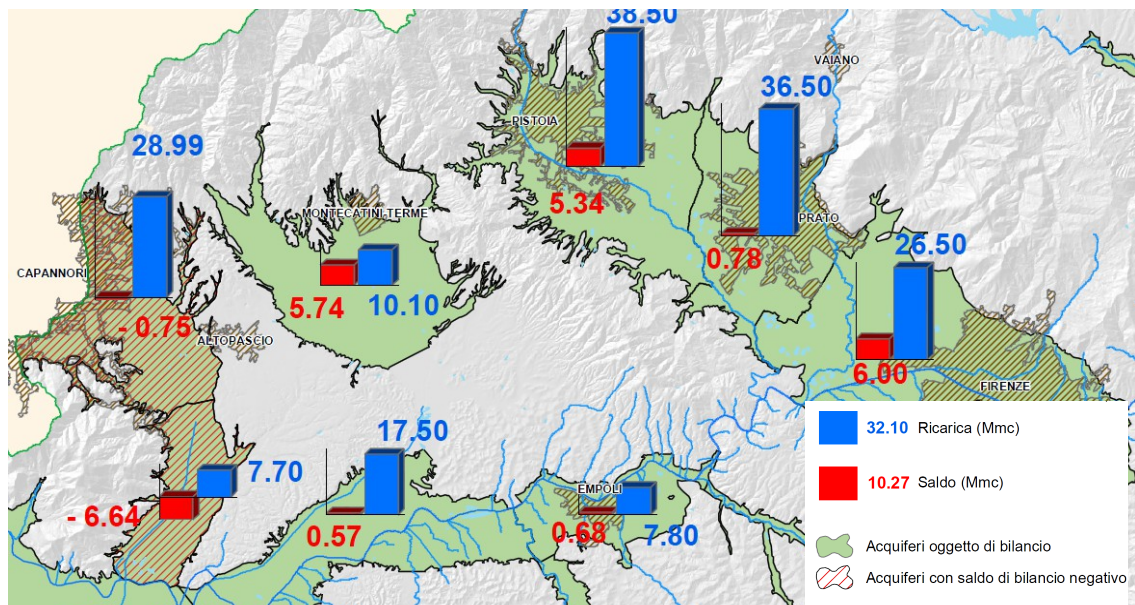 38.50
VAIANO
36.50
PISTOIA
28.99
5.34
MONTECATINI-TERME
PRATO
0.78
26.50
CAPANNORI
5.74
10.10
- 0.75
ALTOPASCIO
6.00
FIRENZE
32.10 Ricarica (Mmc)
17.50
7.70
10.27 Saldo (Mmc)
EMPOLI
- 6.64
0.57
0.68
7.80
Acquiferi oggetto di bilancio
Acquiferi con saldo di bilancio negativo